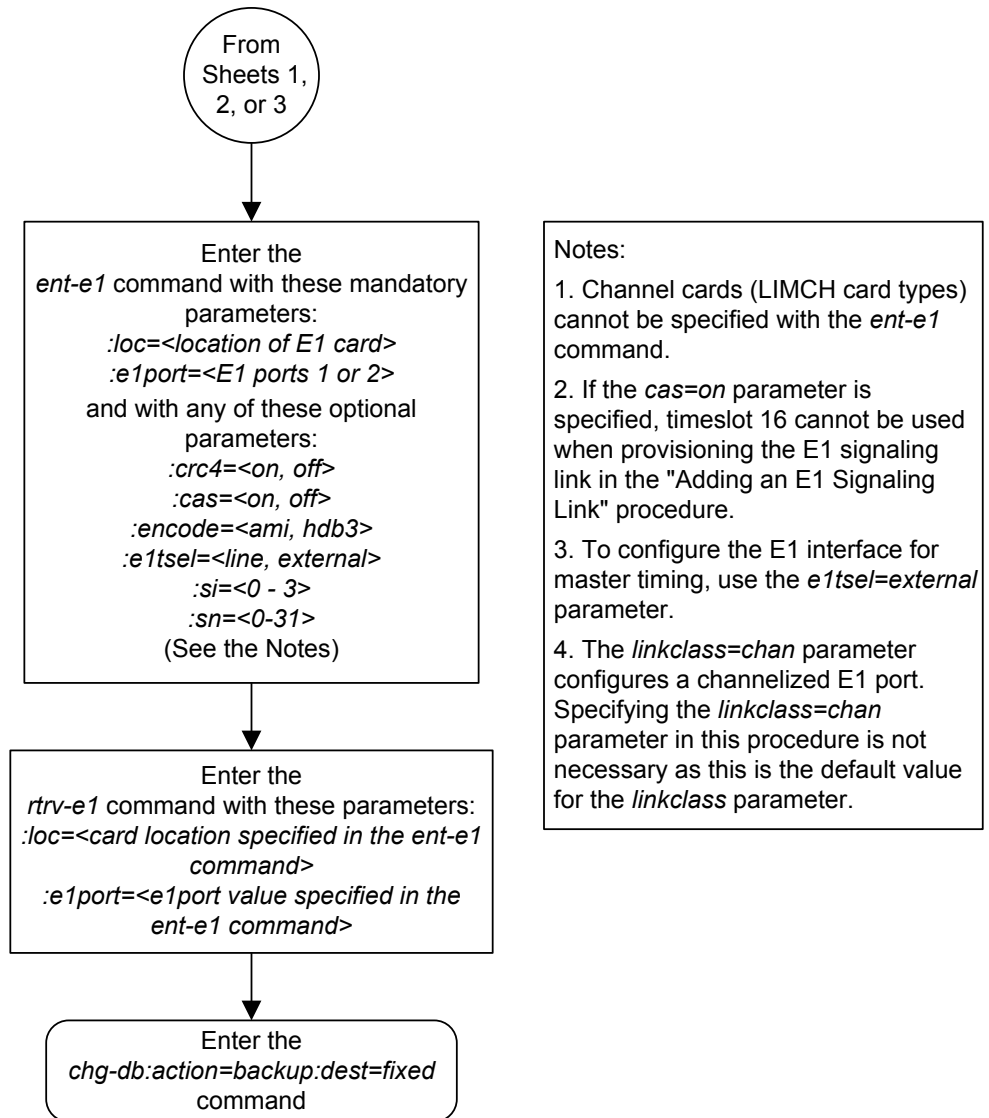 From
Sheets 1,
2, or 3
Enter the
ent-e1 command with these mandatory
parameters:
:loc=<location of E1 card>
:e1port=<E1 ports 1 or 2>
and with any of these optional
parameters:
:crc4=<on, off>
:cas=<on, off>
:encode=<ami, hdb3>
:e1tsel=<line, external>
:si=<0 - 3>
:sn=<0-31>
(See the Notes)
Enter the
rtrv-e1 command with these parameters:
:loc=<card location specified in the ent-e1
command>
:e1port=<e1port value specified in the
ent-e1 command>
Enter the
chg-db:action=backup:dest=fixed
command
Notes:
1. Channel cards (LIMCH card types)
cannot be specified with the ent-e1
command.
2. If the cas=on parameter is
specified, timeslot 16 cannot be used
when provisioning the E1 signaling
link in the "Adding an E1 Signaling
Link" procedure.
3. To configure the E1 interface for
master timing, use the e1tsel=external
parameter.
4. The linkclass=chan parameter
configures a channelized E1 port.
Specifying the linkclass=chan
parameter in this procedure is not
necessary as this is the default value
for the linkclass parameter.